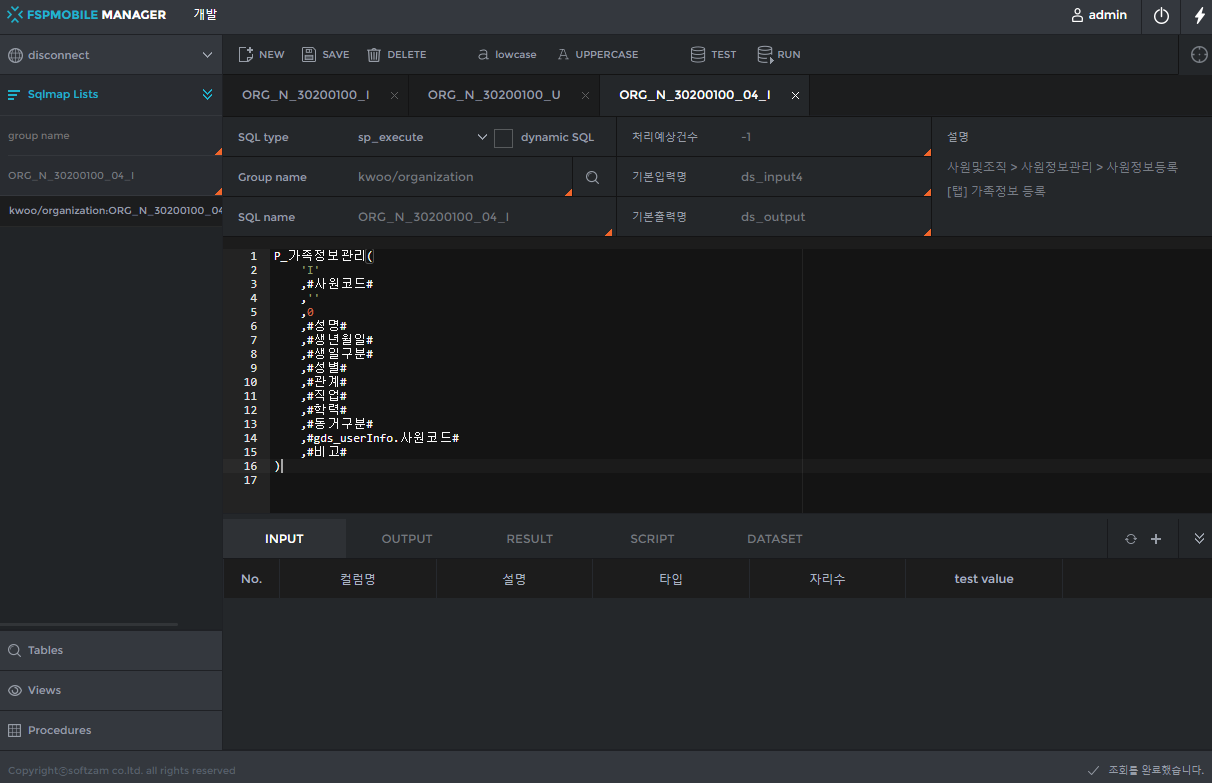 FSPMOBILE MANAGER 개발 admin
disconnect
NEW SAVE DELETE lowcase UPPERCASE TEST RUN
Sqlmap Lists
ORG_N_30200100_I ORG_N_30200100_U ORG_N_30200100_04_I
group name
ORG_N_30200100_04_I
kwoo/organization:ORG_N_30200100_04
SQL type sp_execute dynamic SQL 처리예상건수 -1 설명
Group name kwoo/organization 기본입력명 ds_input4
사원및조직 > 사원정보관리 > 사원정보등록
[탭] 가족정보 등록
SQL name ORG_N_30200100_04_I 기본출력명 ds_output
1 P_가족정보관리(
2 'I'
3 ,#사원코드#
4 ,''
5 ,0
6 ,#성명#
7 ,#생년월일#
8 ,#생일구분#
9 ,#성별#
10 ,#관계#
11 ,#직업#
12 ,#학력#
13 ,#동거구분#
14 ,#gds_userInfo.사원코드#
15 ,#비고#
16 )
17
INPUT OUTPUT RESULT SCRIPT DATASET
No. 컬럼명 설명 타입 자리수 test value
Tables
Views
Procedures
Copyrightⓒsoftzam co.ltd. all rights reserved 조회를 완료했습니다.